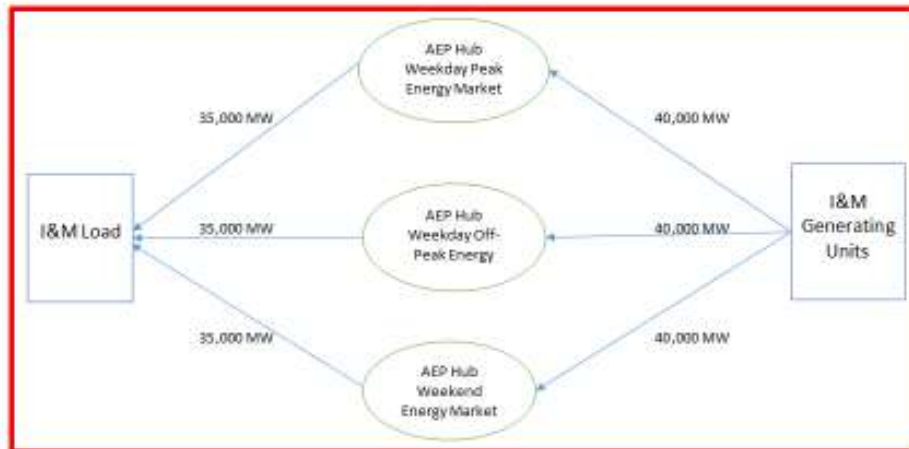 AEP Hub
Weekday Peak
Energy Market
35,000 MW
40,000 MW
I&M Load
35,000 MW
AEP Hub
Weekday Off-
Peak Energy
40,000 MW
I&M
Generating
Units
35,000 MW
40,000 MW
AEP Hub
Weekend
Energy Market